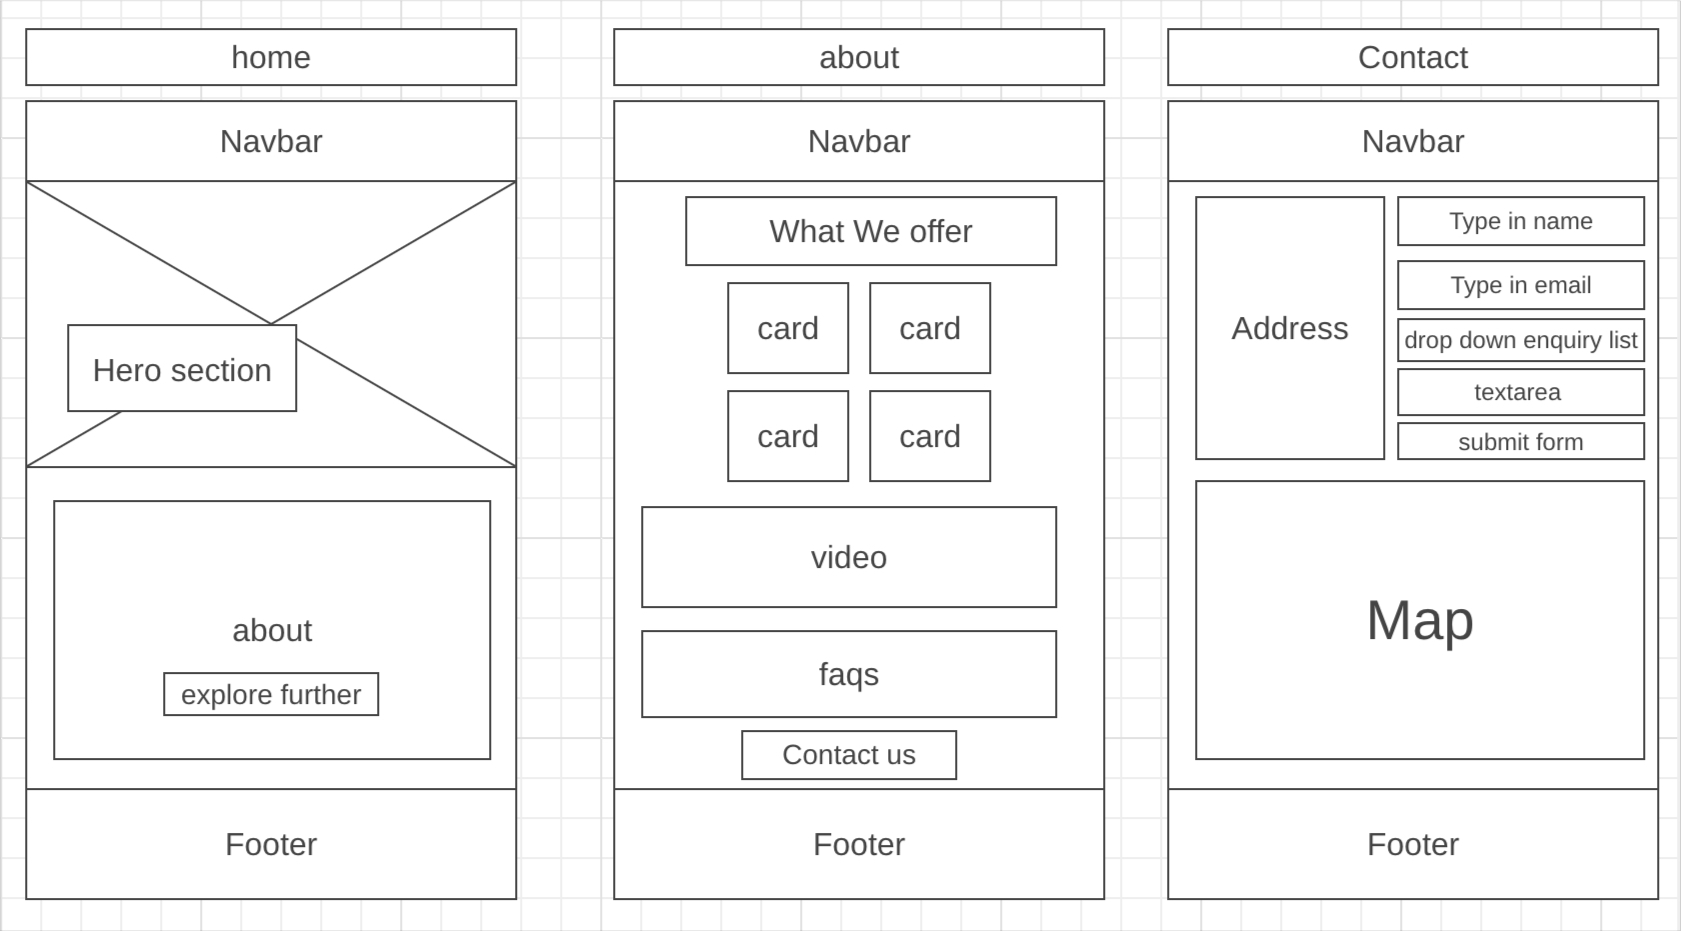 home
Navbar
Hero section
about
explore further
Footer
about
Navbar
What We offer
card
card
card
card
video
faqs
Contact us
Footer
Contact
Navbar
Address
Type in name
Type in email
drop down enquiry list
textarea
submit form
Map
Footer